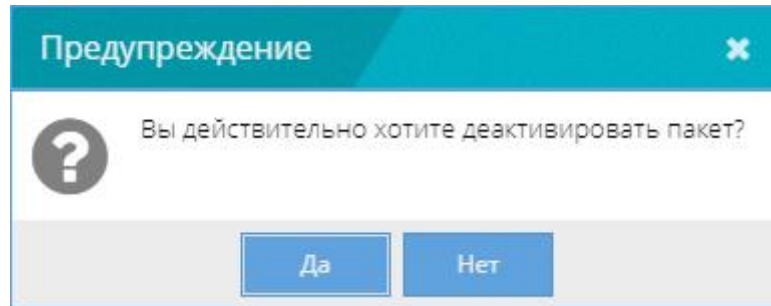 Предупреждение
Вы действительно хотите деактивировать пакет?
Да
Нет